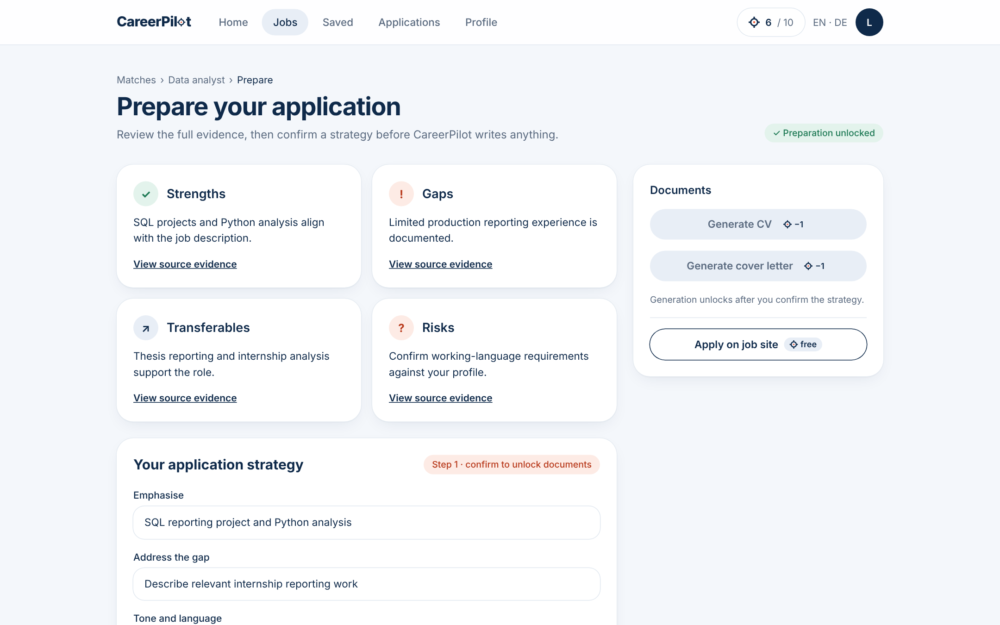 CareerPilot
Home
Jobs
Saved
Applications
Profile
6 / 10
EN · DE
L
Matches › Data analyst › Prepare
Prepare your application
Review the full evidence, then confirm a strategy before CareerPilot writes anything.
✓ Preparation unlocked
✓ Strengths
SQL projects and Python analysis align
with the job description.
View source evidence
! Gaps
Limited production reporting experience is
documented.
View source evidence
↗ Transferables
Thesis reporting and internship analysis
support the role.
View source evidence
? Risks
Confirm working-language requirements
against your profile.
View source evidence
Documents
Generate CV −1
Generate cover letter −1
Generation unlocks after you confirm the strategy.
Apply on job site free
Your application strategy
Step 1 · confirm to unlock documents
Emphasise
SQL reporting project and Python analysis
Address the gap
Describe relevant internship reporting work
Tone and language